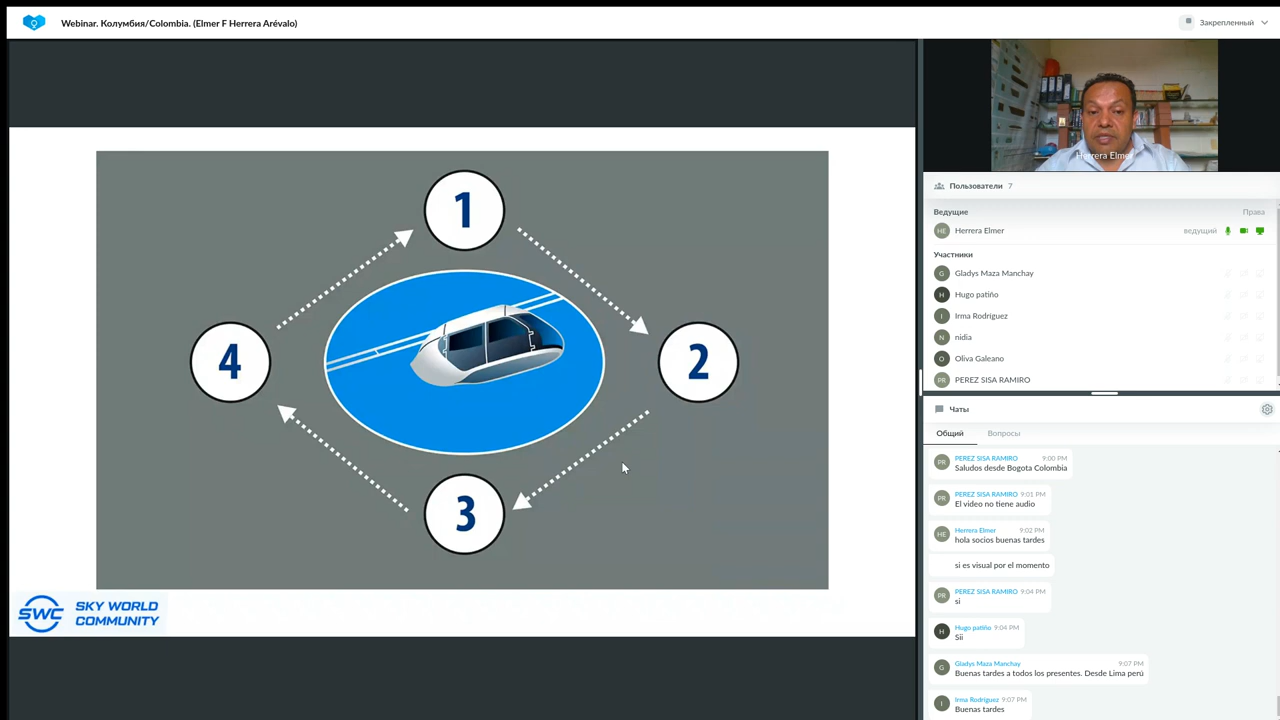 Webinar. Колумбия/Colombia. (Elmer F Herrera Arévalo)
Закрепленный
1
2
3
4
SWC SKY WORLD
COMMUNITY
Herrera Elmer
Пользователи 7
Ведущие Права
HE Herrera Elmer ведущий
Участники
G Gladys Maza Manchay
H Hugo patiño
I Irma Rodríguez
nidia
O Oliva Galeano
PR PEREZ SISA RAMIRO
Чаты
Общий Вопросы
PR PEREZ SISA RAMIRO 9:00 PM
Saludos desde Bogota Colombia
PR PEREZ SISA RAMIRO 9:01 PM
El video no tiene audio
HE Herrera Elmer 9:02 PM
hola socios buenas tardes
si es visual por el momento
PR PEREZ SISA RAMIRO 9:04 PM
si
H Hugo patiño 9:04 PM
Sii
G Gladys Maza Manchay 9:07 PM
Buenas tardes a todos los presentes. Desde Lima perú
I Irma Rodríguez 9:07 PM
Buenas tardes